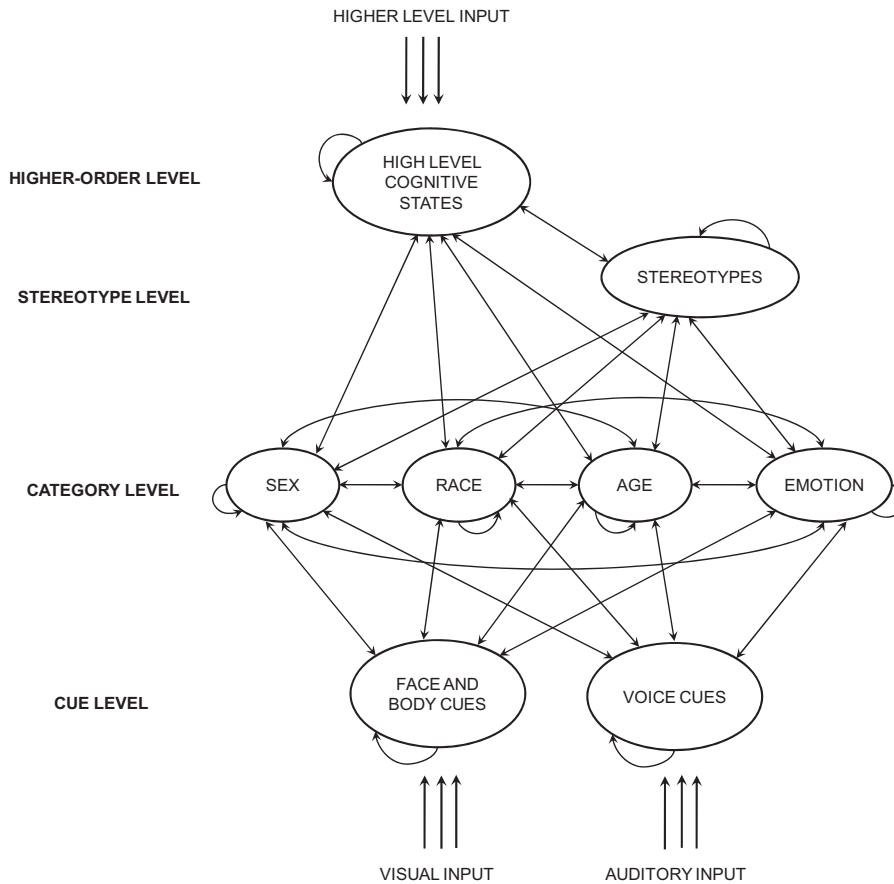 HIGHER LEVEL INPUT
HIGHER-ORDER LEVEL
HIGH LEVEL
COGNITIVE
STATES
STEREOTYPE LEVEL
STEREOTYPES
CATEGORY LEVEL
SEX
RACE
AGE
EMOTION
CUE LEVEL
FACE AND
BODY CUES
VOICE CUES
VISUAL INPUT
AUDITORY INPUT